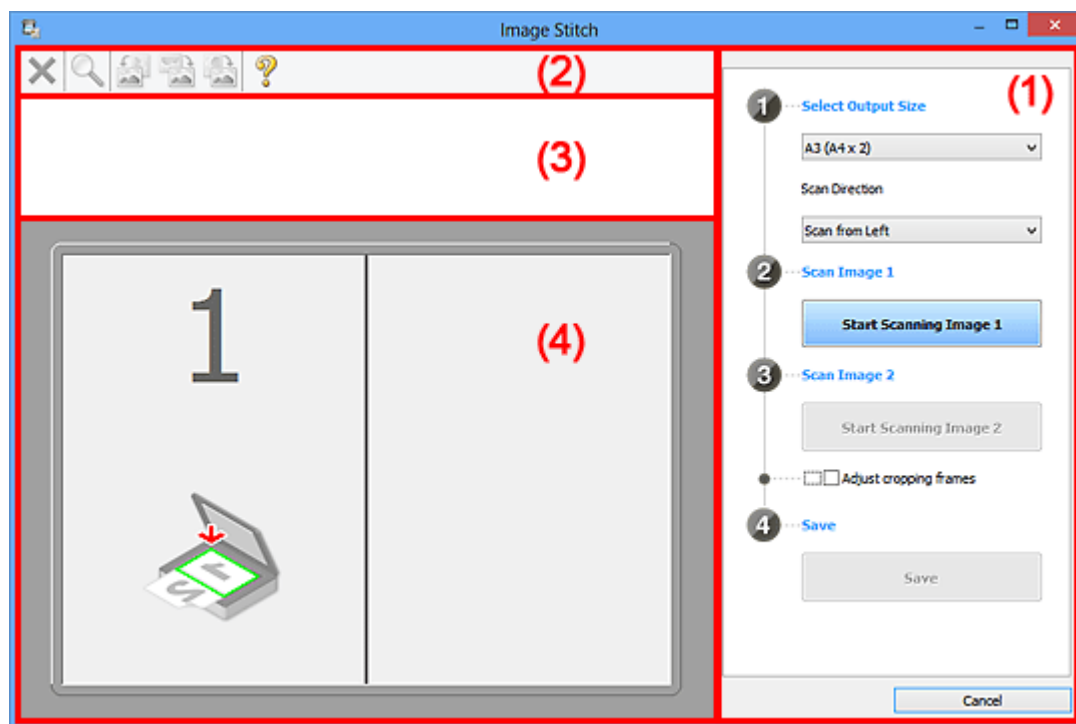 Image Stitch
(2)
(3)
1
(4)
(1)
1 Select Output Size
A3 (A4 x 2)
Scan Direction
Scan from Left
2 Scan Image 1
Start Scanning Image 1
3 Scan Image 2
Start Scanning Image 2
Adjust cropping frames
4 Save
Save
Cancel